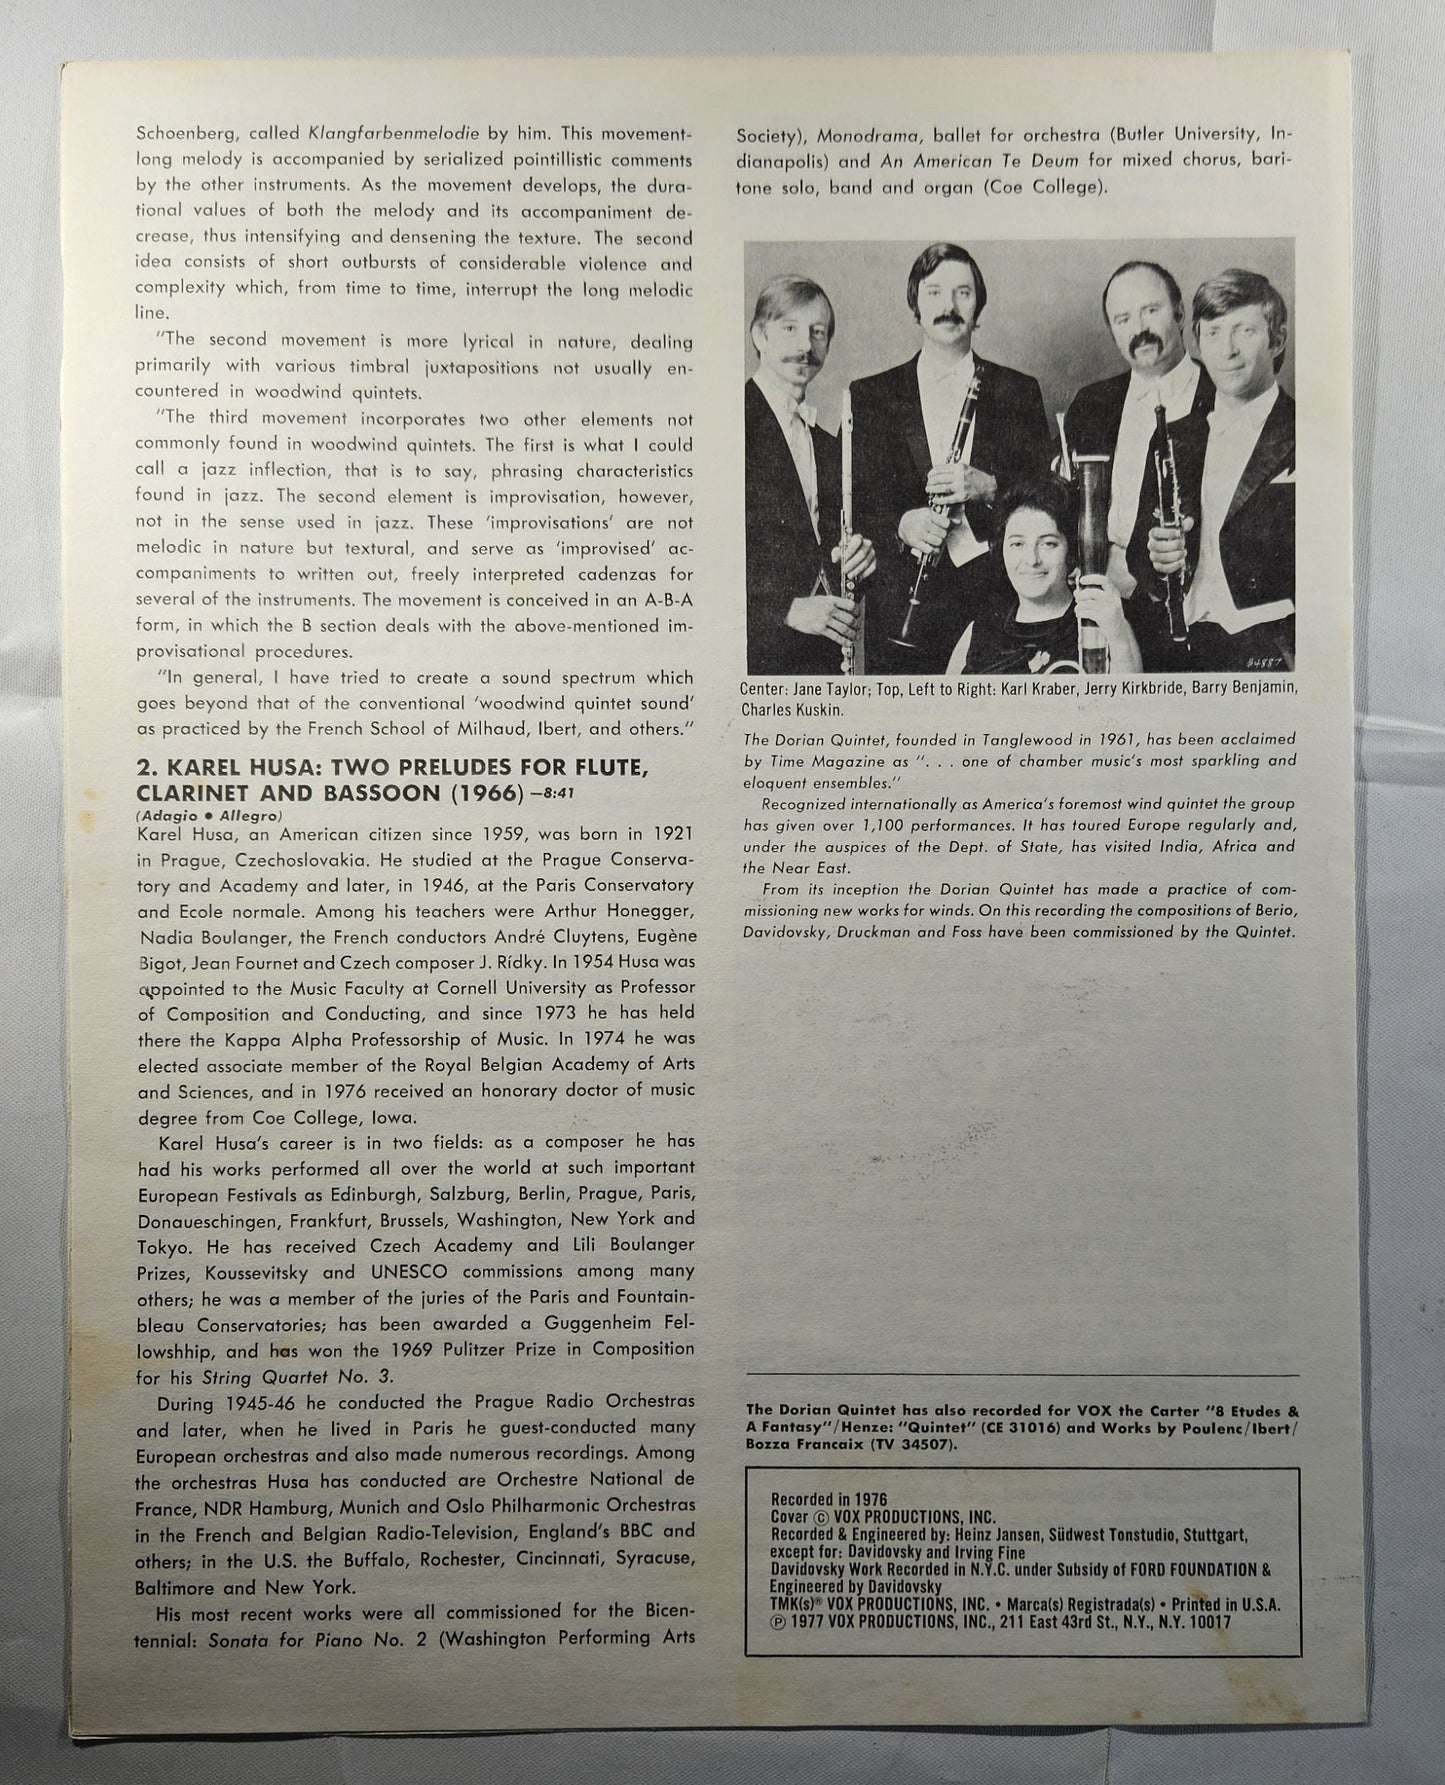 Schoenberg, called Klangfarbenmelodie by him. This movement-
long melody is accompanied by serialized pointillistic comments
by the other instruments. As the movement develops, the dura-
tional values of both the melody and its accompaniment de-
crease, thus intensifying and densening the texture. The second
idea consists of short outbursts of considerable violence and
complexity which, from time to time, interrupt the long melodic
line.
"The second movement is more lyrical in nature, dealing
primarily with various timbral juxtapositions not usually en-
countered in woodwind quintets.
"The third movement incorporates two other elements not
commonly found in woodwind quintets. The first is what I could
call a jazz inflection, that is to say, phrasing characteristics
found in jazz. The second element is improvisation, however,
not in the sense used in jazz. These 'improvisations' are not
melodic in nature but textural, and serve as 'improvised' ac-
companiments to written out, freely interpreted cadenzas for
several of the instruments. The movement is conceived in an A-B-A
form, in which the B section deals with the above-mentioned im-
provisational procedures.
"In general, I have tried to create a sound spectrum which
goes beyond that of the conventional 'woodwind quintet sound'
as practiced by the French School of Milhaud, Ibert, and others."
2. KAREL HUSA: TWO PRELUDES FOR FLUTE,
CLARINET AND BASSOON (1966) —8:41
(Adagio • Allegro)
Karel Husa, an American citizen since 1959, was born in 1921
in Prague, Czechoslovakia. He studied at the Prague Conserva-
tory and Academy and later, in 1946, at the Paris Conservatory
and Ecole normale. Among his teachers were Arthur Honegger,
Nadia Boulanger, the French conductors André Cluytens, Eugène
Bigot, Jean Fournet and Czech composer J. Rídky. In 1954 Husa was
appointed to the Music Faculty at Cornell University as Professor
of Composition and Conducting, and since 1973 he has held
there the Kappa Alpha Professorship of Music. In 1974 he was
elected associate member of the Royal Belgian Academy of Arts
and Sciences, and in 1976 received an honorary doctor of music
degree from Coe College, Iowa.
Karel Husa's career is in two fields: as a composer he has
had his works performed all over the world at such important
European Festivals as Edinburgh, Salzburg, Berlin, Prague, Paris,
Donaueschingen, Frankfurt, Brussels, Washington, New York and
Tokyo. He has received Czech Academy and Lili Boulanger
Prizes, Koussevitsky and UNESCO commissions among many
others; he was a member of the juries of the Paris and Fountain-
bleau Conservatories; has been awarded a Guggenheim Fel-
lowshhip, and has won the 1969 Pulitzer Prize in Composition
for his String Quartet No. 3.
During 1945-46 he conducted the Prague Radio Orchestras
and later, when he lived in Paris he guest-conducted many
European orchestras and also made numerous recordings. Among
the orchestras Husa has conducted are Orchestre National de
France, NDR Hamburg, Munich and Oslo Philharmonic Orchestras
in the French and Belgian Radio-Television, England's BBC and
others; in the U.S. the Buffalo, Rochester, Cincinnati, Syracuse,
Baltimore and New York.
His most recent works were all commissioned for the Bicen-
tennial: Sonata for Piano No. 2 (Washington Performing Arts
Society), Monodrama, ballet for orchestra (Butler University, In-
dianapolis) and An American Te Deum for mixed chorus, bari-
tone solo, band and organ (Coe College).
#4887
Center: Jane Taylor; Top, Left to Right: Karl Kraber, Jerry Kirkbride, Barry Benjamin,
Charles Kuskin.
The Dorian Quintet, founded in Tanglewood in 1961, has been acclaimed
by Time Magazine as ". . . one of chamber music's most sparkling and
eloquent ensembles."
Recognized internationally as America's foremost wind quintet the group
has given over 1,100 performances. It has toured Europe regularly and,
under the auspices of the Dept. of State, has visited India, Africa and
the Near East.
From its inception the Dorian Quintet has made a practice of com-
missioning new works for winds. On this recording the compositions of Berio,
Davidovsky, Druckman and Foss have been commissioned by the Quintet.
The Dorian Quintet has also recorded for VOX the Carter "8 Etudes &
A Fantasy"/Henze: "Quintet" (CE 31016) and Works by Poulenc/Ibert/
Bozza Francaix (TV 34507).
Recorded in 1976
Cover © VOX PRODUCTIONS, INC.
Recorded & Engineered by: Heinz Jansen, Südwest Tonstudio, Stuttgart,
except for: Davidovsky and Irving Fine
Davidovsky Work Recorded in N.Y.C. under Subsidy of FORD FOUNDATION &
Engineered by Davidovsky
TMK(s)® VOX PRODUCTIONS, INC. • Marca(s) Registrada(s) • Printed in U.S.A.
℗ 1977 VOX PRODUCTIONS, INC., 211 East 43rd St., N.Y., N.Y. 10017